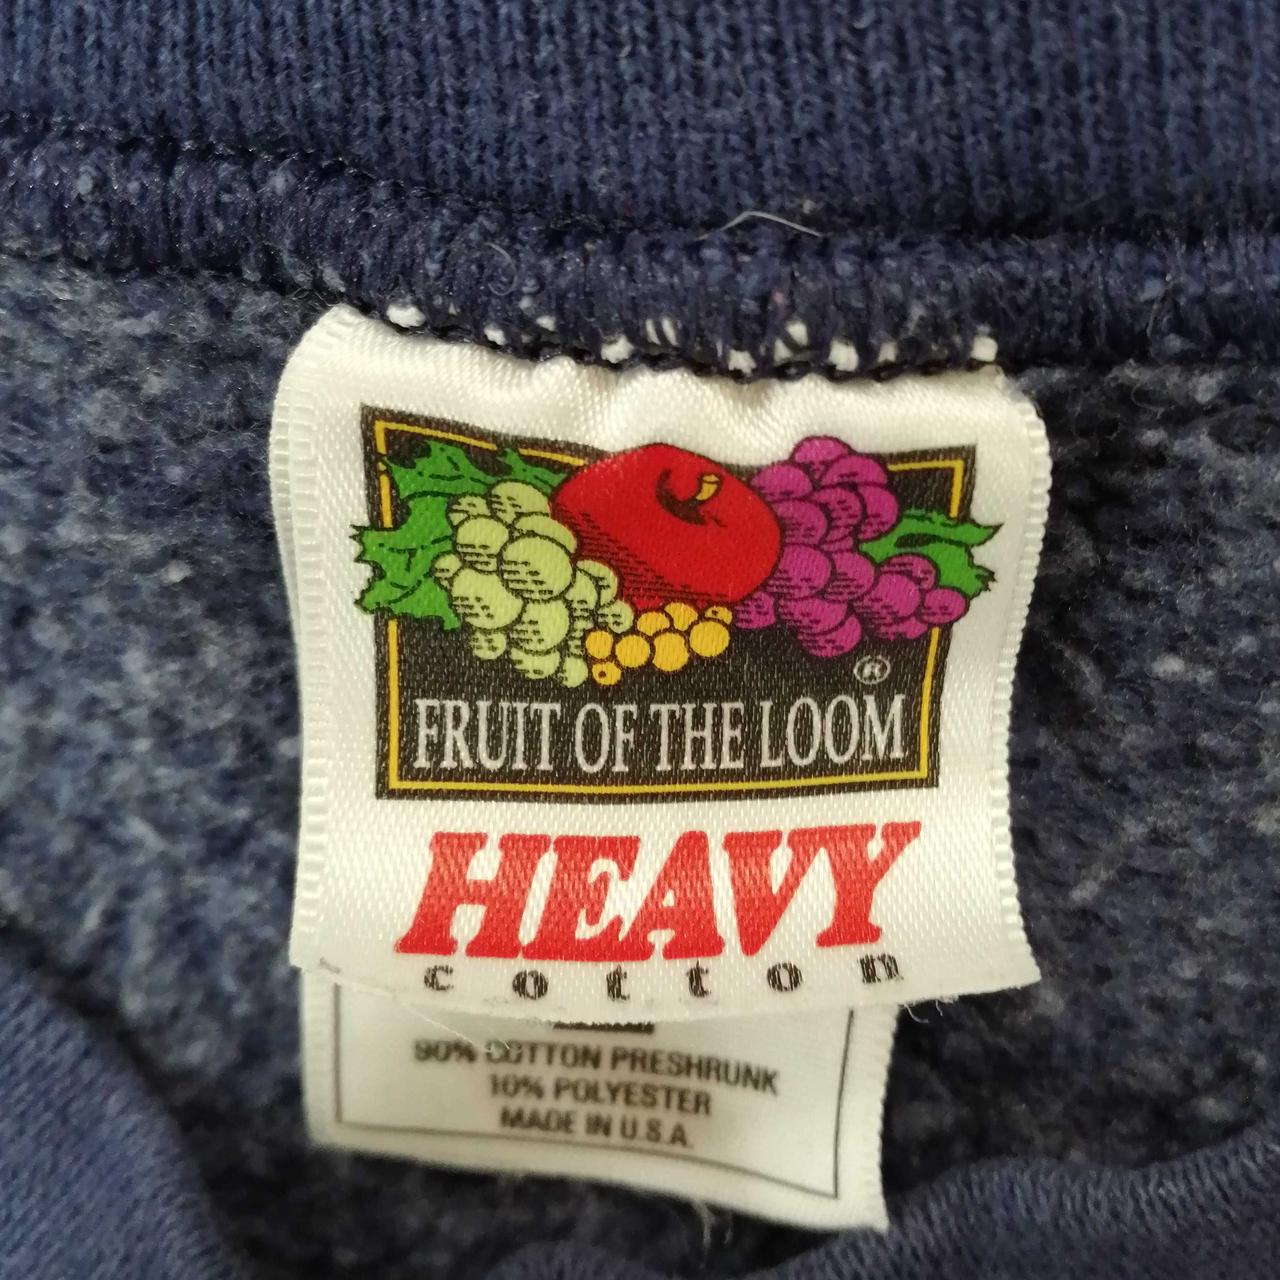 ®
FRUIT OF THE LOOM
HEAVY
cotton
90% COTTON PRESHRUNK
10% POLYESTER
MADE IN U.S.A.